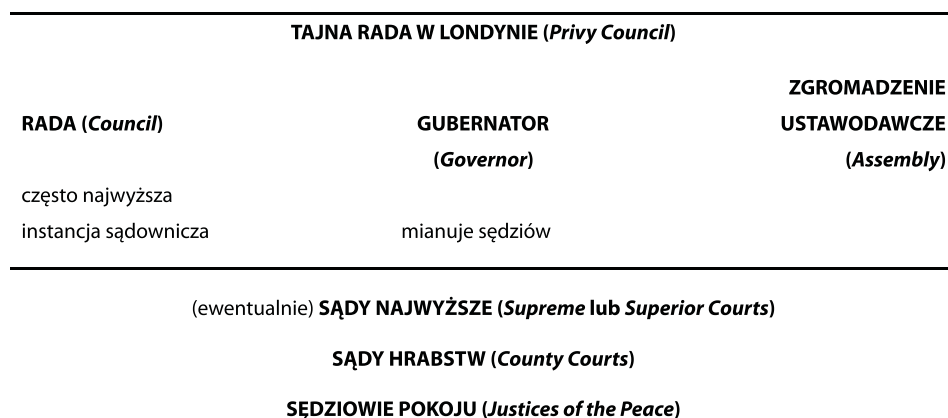 TAJNA RADA W LONDYNIE (Privy Council)
ZGROMADZENIE
RADA (Council) GUBERNATOR USTAWODAWCZE
(Governor) (Assembly)
często najwyższa
instancja sądownicza mianuje sędziów
(ewentualnie) SĄDY NAJWYŻSZE (Supreme lub Superior Courts)
SĄDY HRABSTW (County Courts)
SĘDZIOWIE POKOJU (Justices of the Peace)